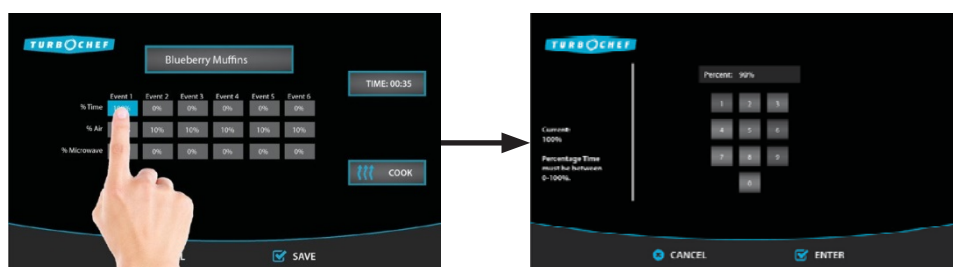 TURBOCHEF
Blueberry Muffins
TIME: 00:35
Event 1 Event 2 Event 3 Event 4 Event 5 Event 6
% Time 0% 0% 0% 0% 0%
% Air 10% 10% 10% 10% 10%
% Microwave 0% 0% 0% 0% 0%
COOK
SAVE
TURBOCHEF
Percent: 90%
1 2 3
4 5 6
7 8 9
0
Current:
100%
Percentage Time
must be between
0-100%.
CANCEL ENTER